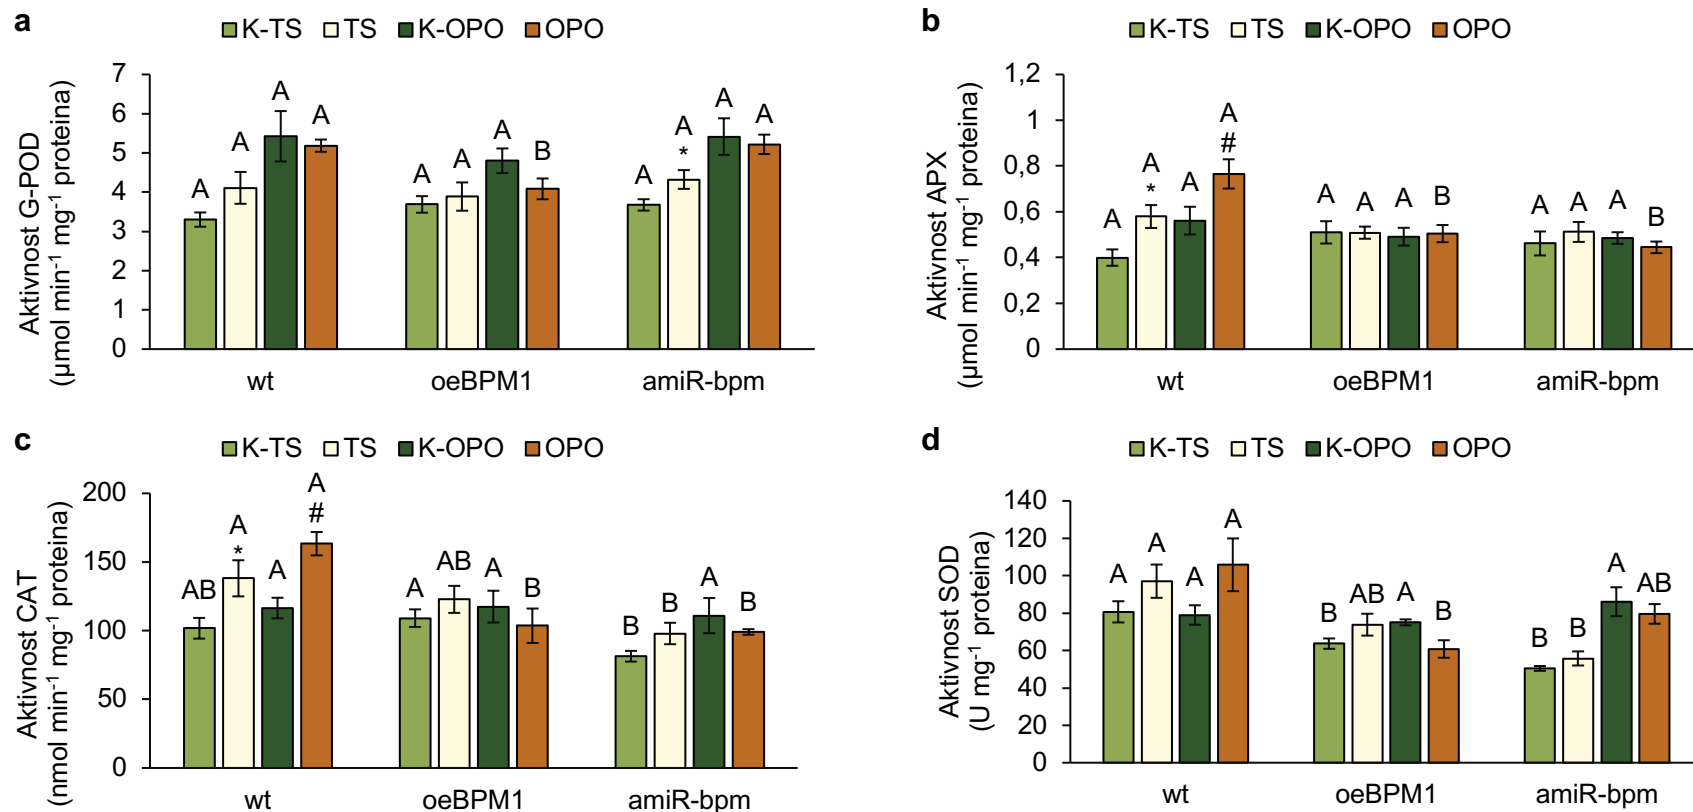 a
K-TS TS K-OPO OPO
Aktivnost G-POD
(µmol min⁻¹ mg⁻¹ proteina)
7
6
5
4
3
2
1
0
A A A A
A A A B
A A * A A
wt oeBPM1 amiR-bpm
b
K-TS TS K-OPO OPO
Aktivnost APX
(µmol min⁻¹ mg⁻¹ proteina)
1,2
1
0,8
0,6
0,4
0,2
0
A A * A A #
A A A B
A A A B
wt oeBPM1 amiR-bpm
c
K-TS TS K-OPO OPO
Aktivnost CAT
(nmol min⁻¹ mg⁻¹ proteina)
200
150
100
50
0
AB A * A A #
A AB A B
B B A B
wt oeBPM1 amiR-bpm
d
K-TS TS K-OPO OPO
Aktivnost SOD
(U mg⁻¹ proteina)
140
120
100
80
60
40
20
0
A A A A
B AB A B
B B A AB
wt oeBPM1 amiR-bpm